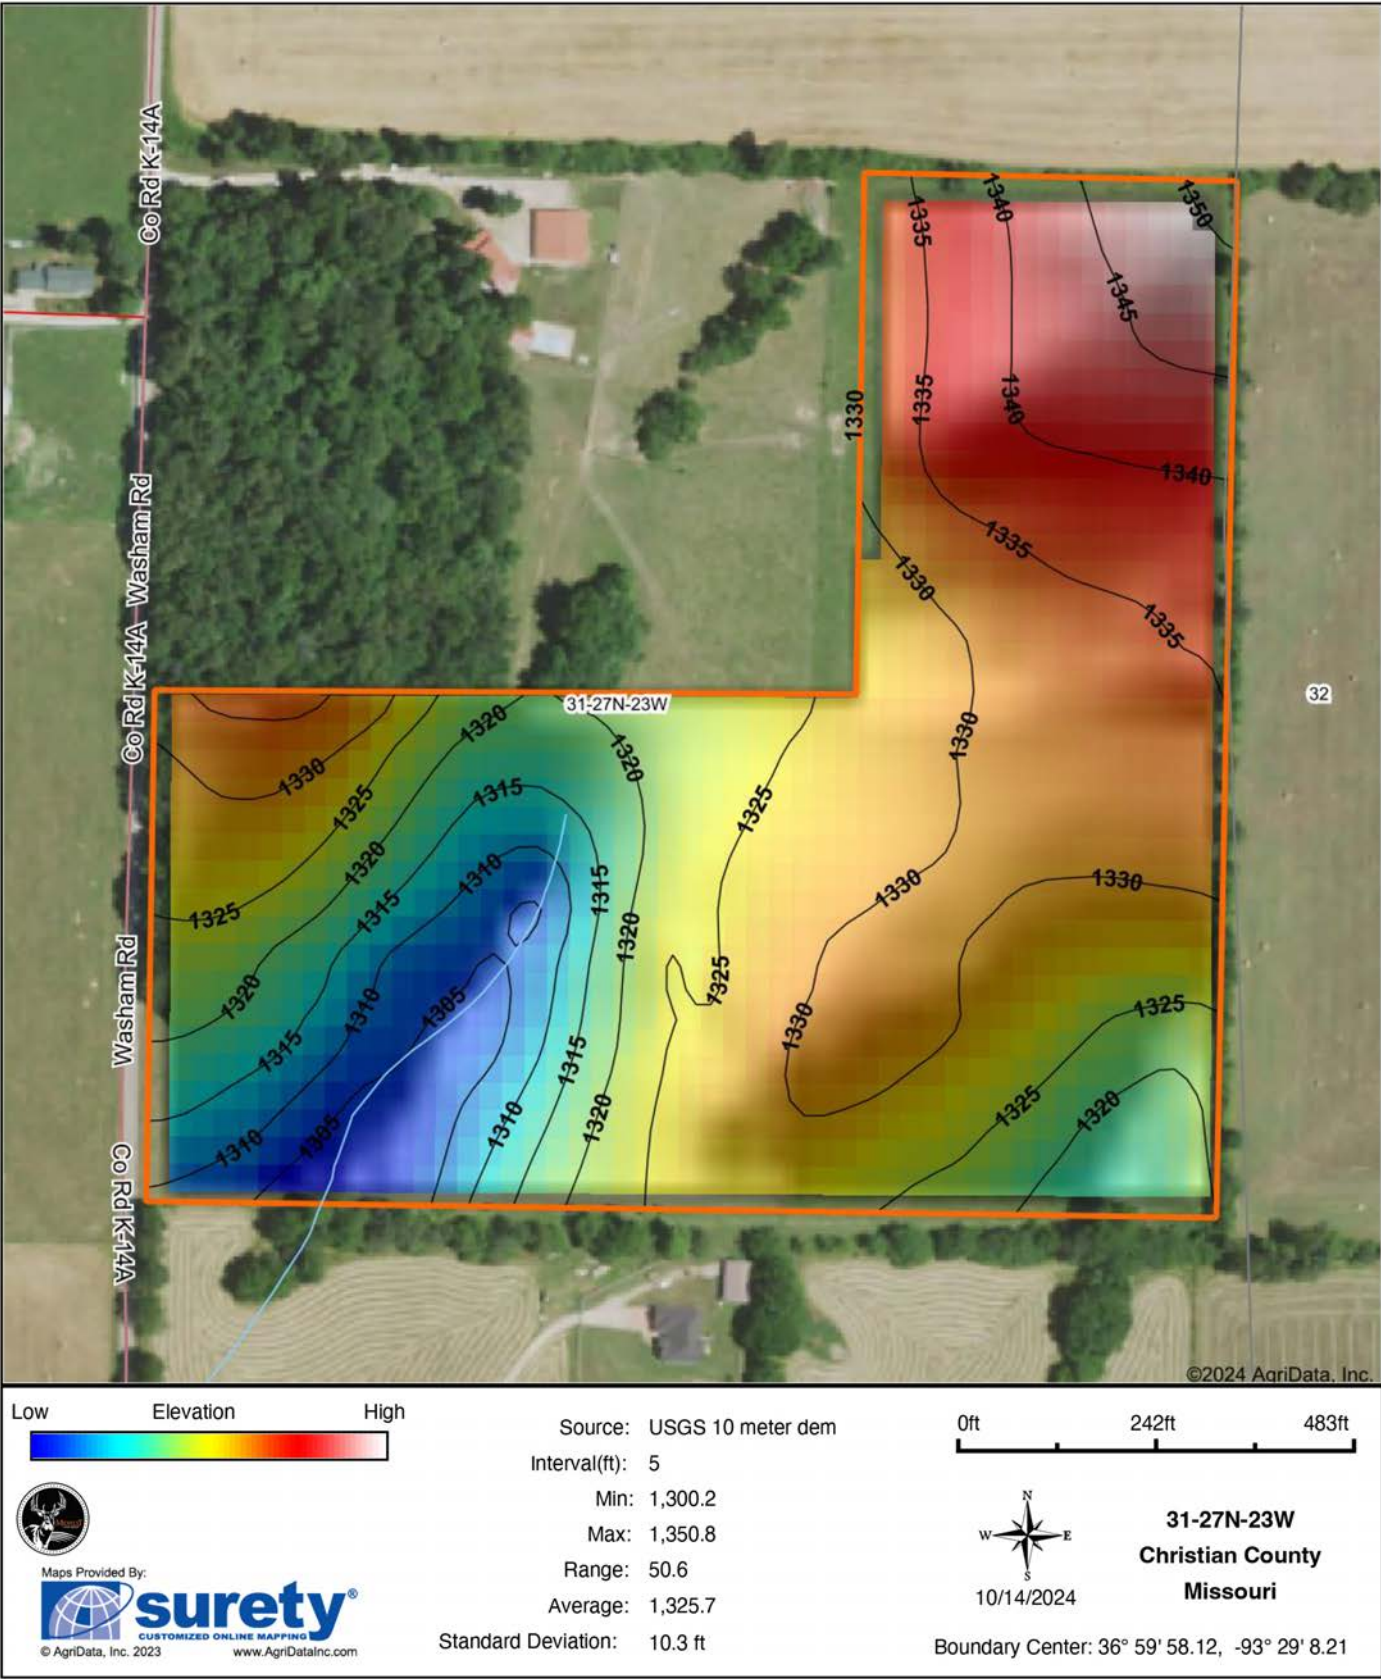 Co Rd K-14A
1350
1340
1335
1345
1335
1340
1330
1340
Washam Rd
1335
1330
1335
Co Rd K-14A
32
31-27N-23W
1320
1320
1330
1330
1315
1325
1325
1320
1310
1330
1330
1315
1315
1325
1320
1325
1320
1310
1305
1325
1330
Washam Rd
1315
1315
1325
1320
1320
1310
1305
1310
Co Rd K-14A
©2024 AgriData, Inc.
Low Elevation High
Source: USGS 10 meter dem
Interval(ft): 5
Min: 1,300.2
Max: 1,350.8
Range: 50.6
Average: 1,325.7
Standard Deviation: 10.3 ft
0ft 242ft 483ft
N
W E
S
10/14/2024
31-27N-23W
Christian County
Missouri
Boundary Center: 36° 59' 58.12, -93° 29' 8.21
Maps Provided By:
surety®
CUSTOMIZED ONLINE MAPPING
© AgriData, Inc. 2023 www.AgriDataInc.com